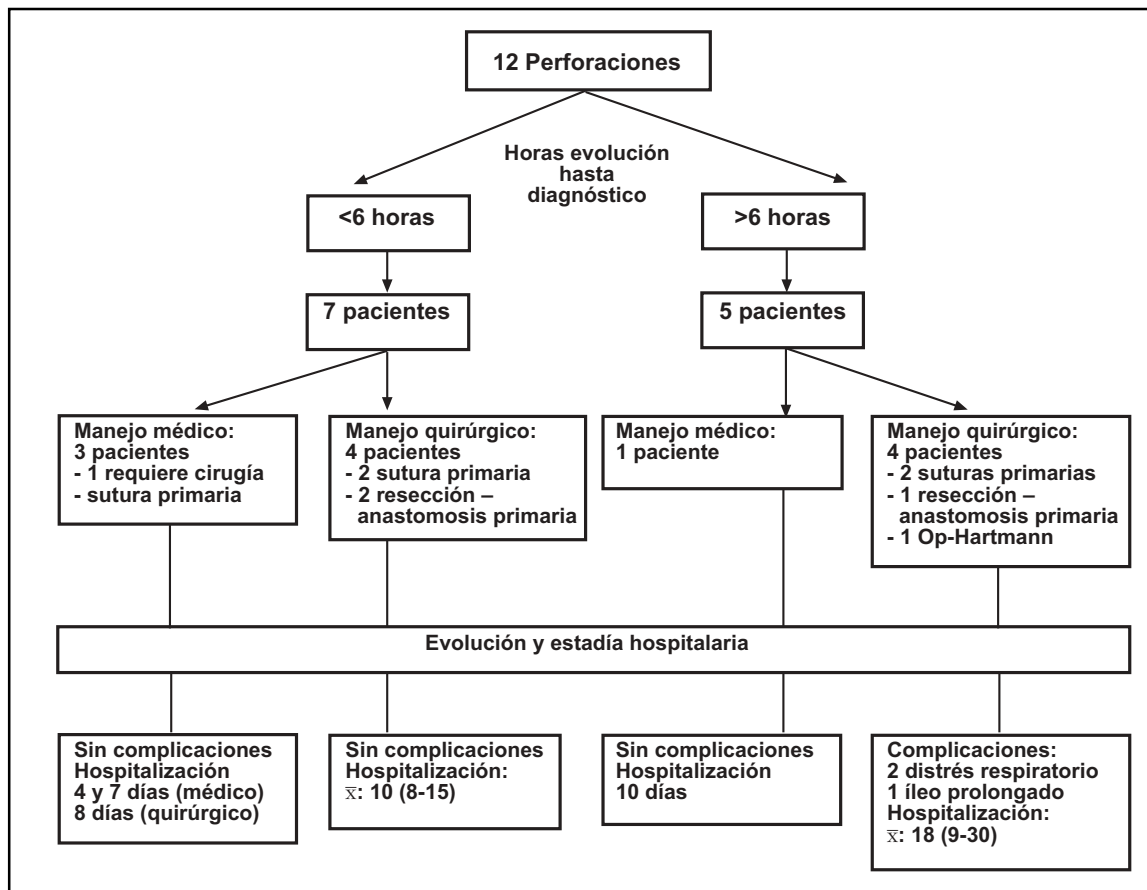 12 Perforaciones
Horas evolución
hasta
diagnóstico
<6 horas
>6 horas
7 pacientes
5 pacientes
Manejo médico:
3 pacientes
- 1 requiere cirugía
- sutura primaria
Manejo quirúrgico:
4 pacientes
- 2 sutura primaria
- 2 resección –
anastomosis primaria
Manejo médico:
1 paciente
Manejo quirúrgico:
4 pacientes
- 2 suturas primarias
- 1 resección –
anastomosis primaria
- 1 Op-Hartmann
Evolución y estadía hospitalaria
Sin complicaciones
Hospitalización
4 y 7 días (médico)
8 días (quirúrgico)
Sin complicaciones
Hospitalización:
x̅: 10 (8-15)
Sin complicaciones
Hospitalización
10 días
Complicaciones:
2 distrés respiratorio
1 íleo prolongado
Hospitalización:
x̅: 18 (9-30)